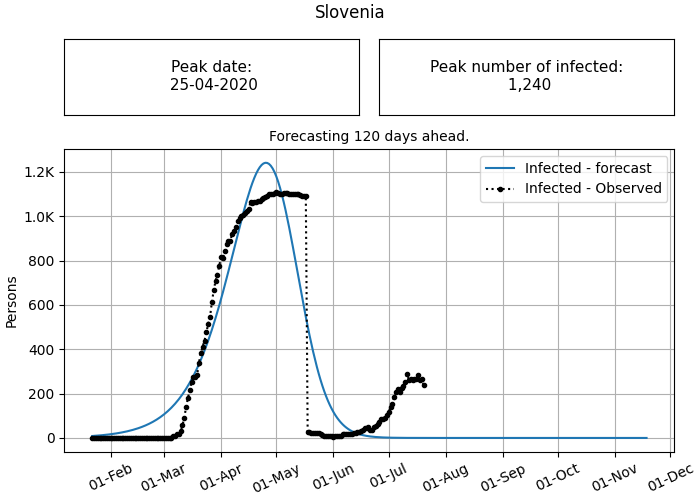 Slovenia
Peak date:
25-04-2020
Peak number of infected:
1,240
Forecasting 120 days ahead.
Infected - forecast
Infected - Observed
Persons
1.2K
1.0K
800
600
400
200
0
01-Feb
01-Mar
01-Apr
01-May
01-Jun
01-Jul
01-Aug
01-Sep
01-Oct
01-Nov
01-Dec